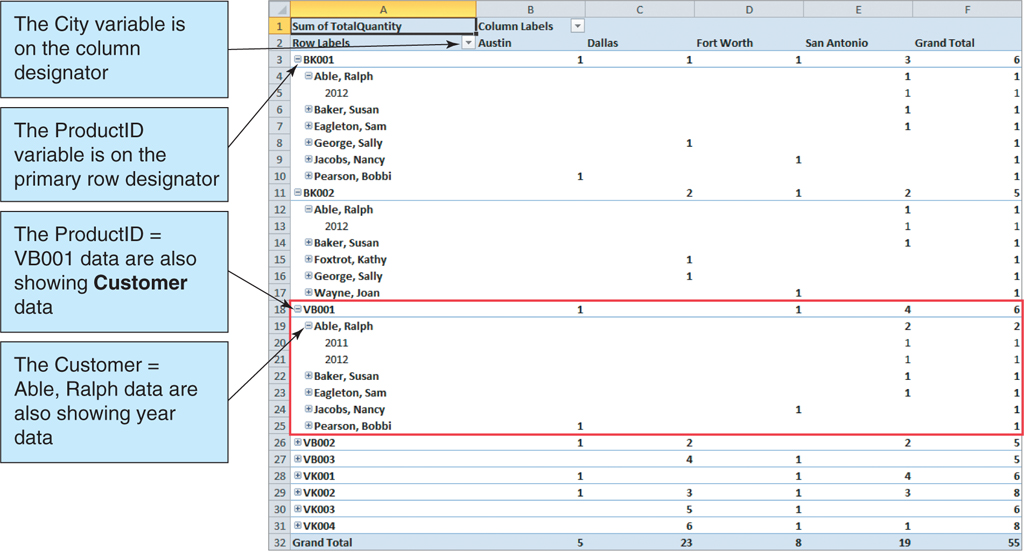 The City variable is
on the column
designator
The ProductID
variable is on the
primary row designator
The ProductID =
VB001 data are also
showing Customer
data
The Customer =
Able, Ralph data are
also showing year
data
A B C D E F
1 Sum of TotalQuantity Column Labels
2 Row Labels Austin Dallas Fort Worth San Antonio Grand Total
3 BK001 1 1 1 3 6
4 Able, Ralph 1 1
5 2012 1 1
6 Baker, Susan 1 1
7 Eagleton, Sam 1 1
8 George, Sally 1 1
9 Jacobs, Nancy 1 1
10 Pearson, Bobbi 1 1
11 BK002 2 1 2 5
12 Able, Ralph 1 1
13 2012 1 1
14 Baker, Susan 1 1
15 Foxtrot, Kathy 1 1
16 George, Sally 1 1
17 Wayne, Joan 1 1
18 VB001 1 1 4 6
19 Able, Ralph 2 2
20 2011 1 1
21 2012 1 1
22 Baker, Susan 1 1
23 Eagleton, Sam 1 1
24 Jacobs, Nancy 1 1
25 Pearson, Bobbi 1 1
26 VB002 1 2 2 5
27 VB003 4 1 5
28 VK001 1 1 4 6
29 VK002 1 3 1 3 8
30 VK003 5 1 6
31 VK004 6 1 1 8
32 Grand Total 5 23 8 19 55